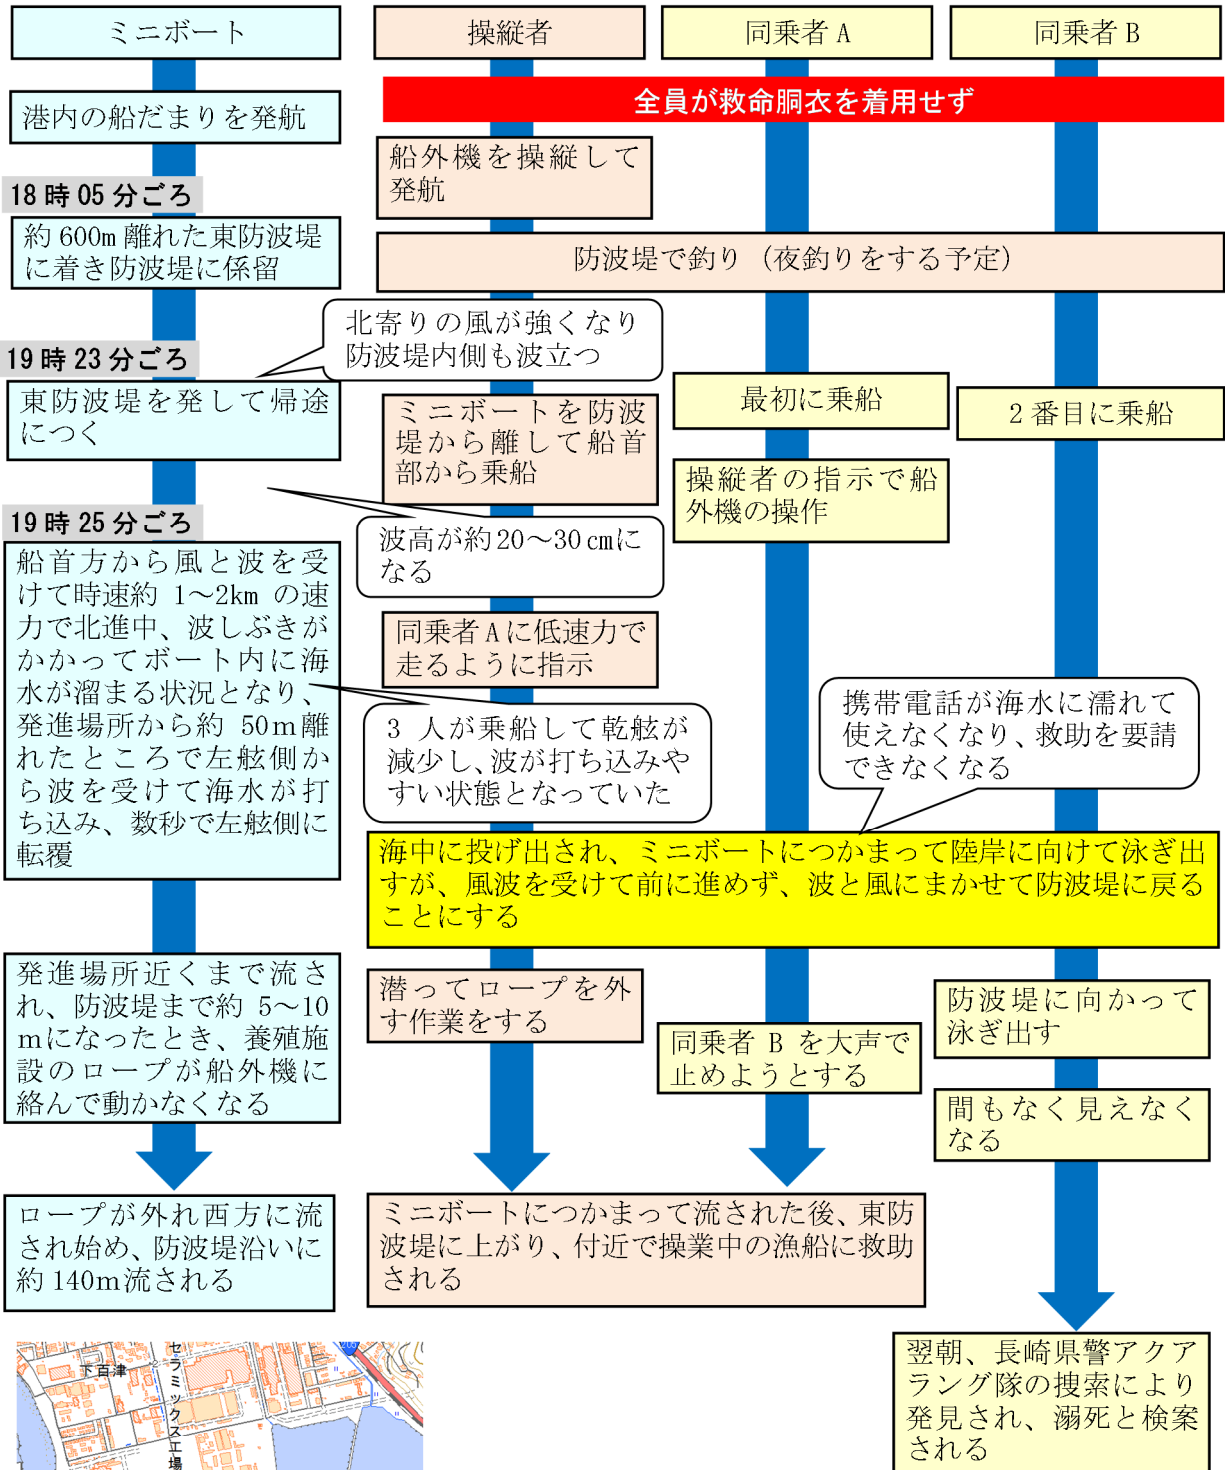 ミニボート
操縦者
同乗者 A
同乗者 B
全員が救命胴衣を着用せず
港内の船だまりを発航
船外機を操縦して
発航
18 時 05 分ごろ
約 600m 離れた東防波堤
に着き防波堤に係留
防波堤で釣り（夜釣りをする予定）
北寄りの風が強くなり
防波堤内側も波立つ
19 時 23 分ごろ
東防波堤を発して帰途
につく
ミニボートを防波
堤から離して船首
部から乗船
最初に乗船
2 番目に乗船
操縦者の指示で船
外機の操作
波高が約 20～30 ㎝に
なる
19 時 25 分ごろ
船首方から風と波を受
けて時速約 1～2km の速
力で北進中、波しぶきが
かかってボート内に海
水が溜まる状況となり、
発進場所から約 50ｍ離
れたところで左舷側か
ら波を受けて海水が打
ち込み、数秒で左舷側に
転覆
同乗者Ａに低速力で
走るように指示
3 人が乗船して乾舷が
減少し、波が打ち込みや
すい状態となっていた
携帯電話が海水に濡れて
使えなくなり、救助を要請
できなくなる
海中に投げ出され、ミニボートにつかまって陸岸に向けて泳ぎ出
すが、風波を受けて前に進めず、波と風にまかせて防波堤に戻る
ことにする
発進場所近くまで流さ
れ、防波堤まで約 5～10
ｍになったとき、養殖施
設のロープが船外機に
絡んで動かなくなる
潜ってロープを外
す作業をする
同乗者 B を大声で
止めようとする
防波堤に向かって
泳ぎ出す
間もなく見えなく
なる
ロープが外れ西方に流
され始め、防波堤沿いに
約 140ｍ流される
ミニボートにつかまって流された後、東防
波堤に上がり、付近で操業中の漁船に救助
される
翌朝、長崎県警アクア
ラング隊の捜索により
発見され、溺死と検案
される
下百津
セラミックス工場
205